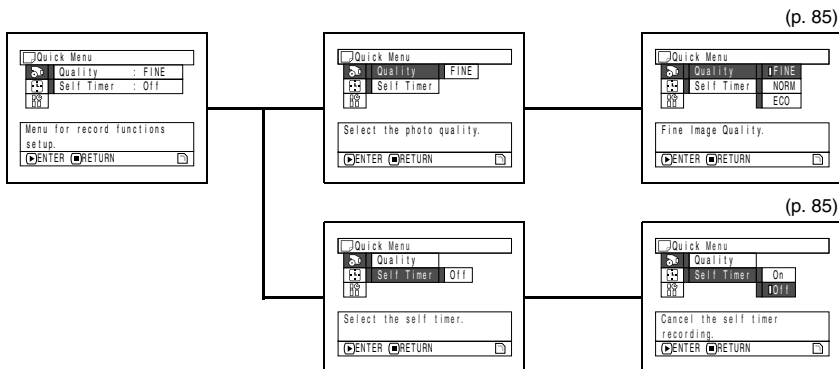 (p. 85)
Quick Menu
Quality : FINE
Self Timer : Off
Menu for record functions
setup.
ENTER RETURN
Quick Menu
Quality FINE
Self Timer
Select the photo quality.
ENTER RETURN
Quick Menu
Quality FINE
Self Timer NORM
ECO
Fine Image Quality.
ENTER RETURN
(p. 85)
Quick Menu
Quality
Self Timer Off
Select the self timer.
ENTER RETURN
Quick Menu
Quality
Self Timer On
Off
Cancel the self timer
recording.
ENTER RETURN